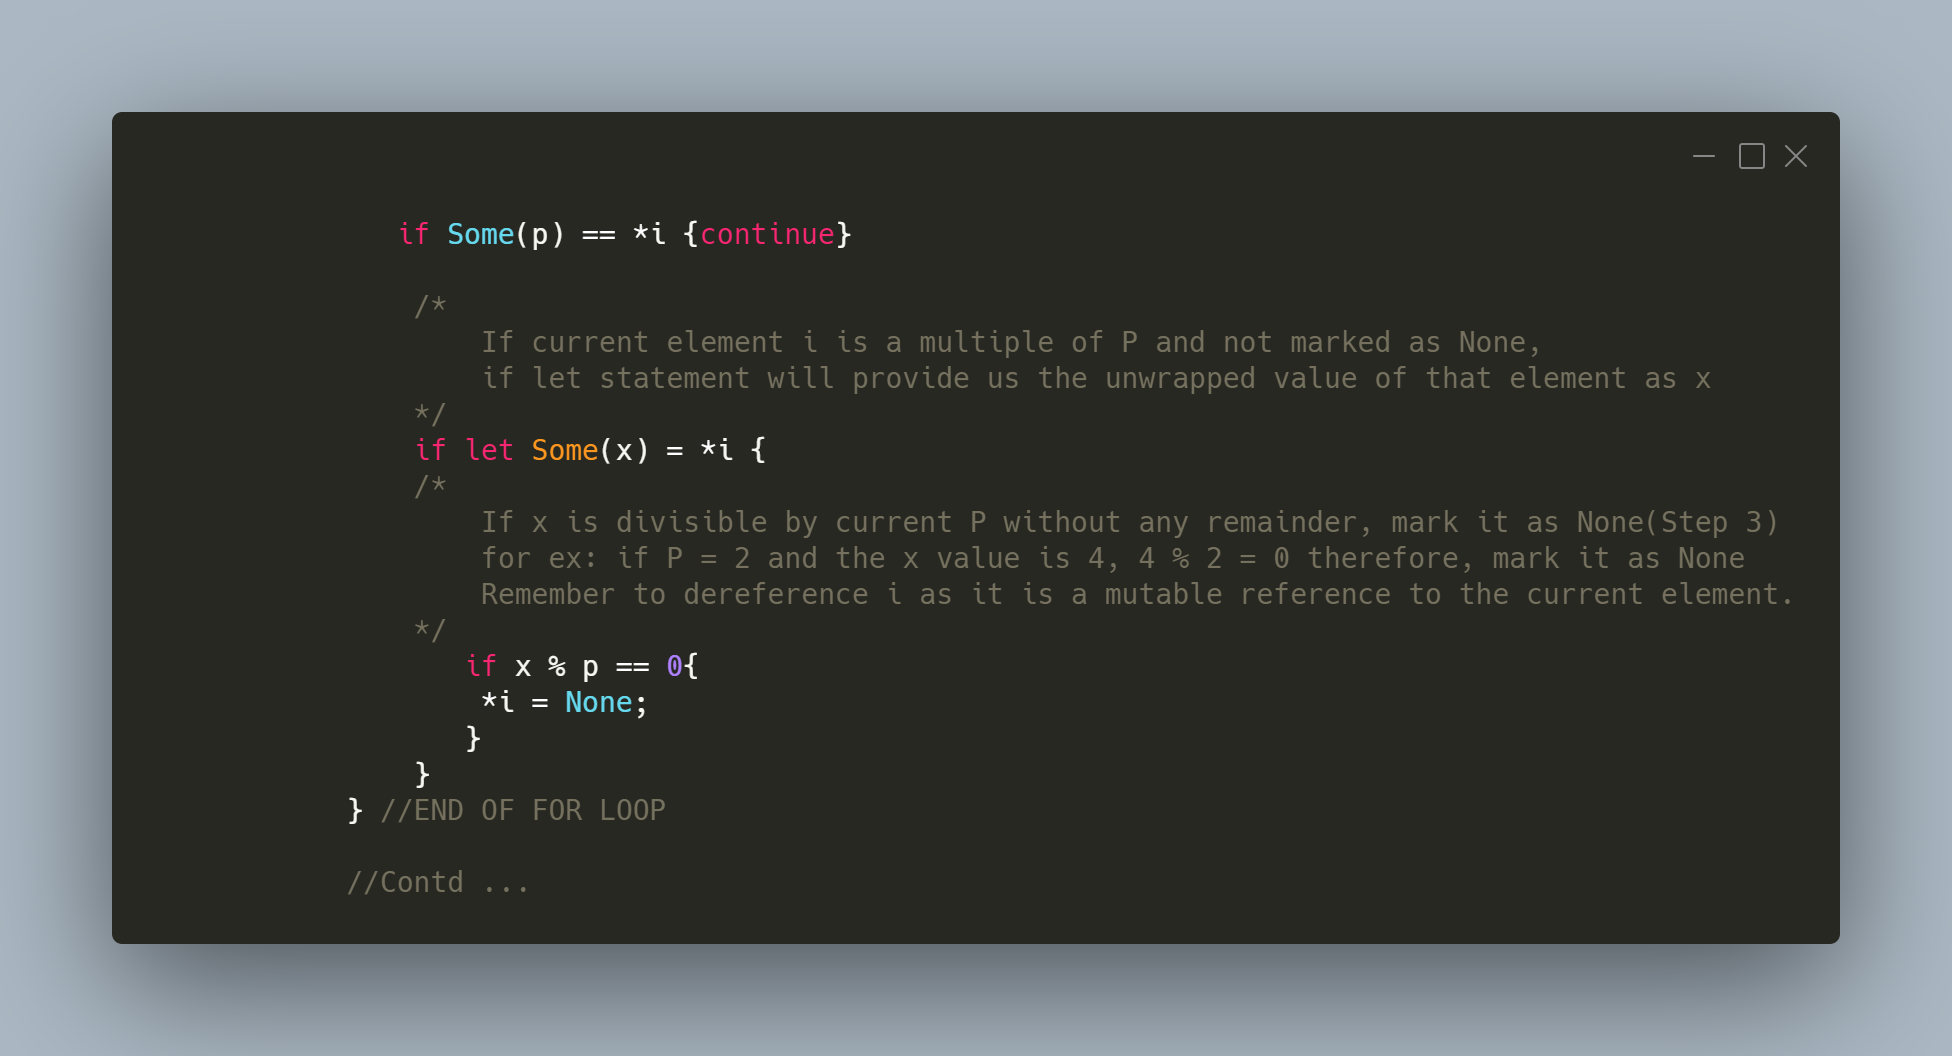 if Some(p) == *i {continue}
/*
If current element i is a multiple of P and not marked as None,
if let statement will provide us the unwrapped value of that element as x
*/
if let Some(x) = *i {
/*
If x is divisible by current P without any remainder, mark it as None(Step 3)
for ex: if P = 2 and the x value is 4, 4 % 2 = 0 therefore, mark it as None
Remember to dereference i as it is a mutable reference to the current element.
*/
if x % p == 0{
*i = None;
}
}
} //END OF FOR LOOP
//Contd ...